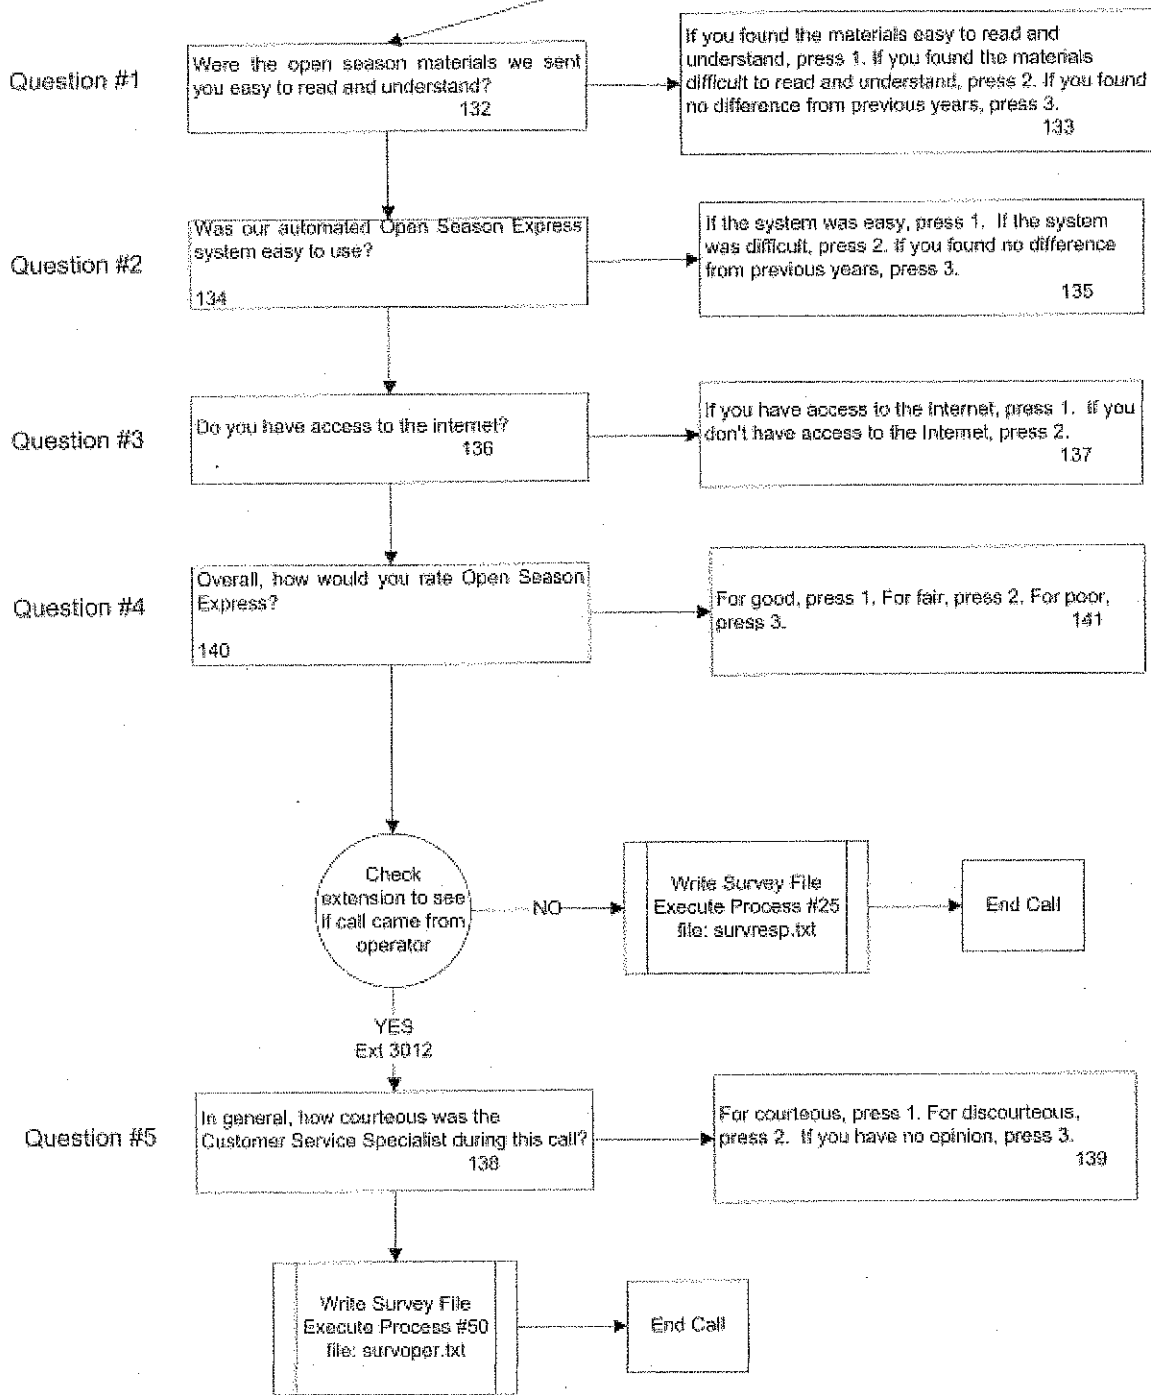 Question #1
Were the open season materials we sent
you easy to read and understand?
132
If you found the materials easy to read and
understand, press 1. If you found the materials
difficult to read and understand, press 2. If you found
no difference from previous years, press 3.
133
Question #2
Was our automated Open Season Express
system easy to use?
134
If the system was easy, press 1. If the system
was difficult, press 2. If you found no difference
from previous years, press 3.
135
Question #3
Do you have access to the internet?
136
If you have access to the Internet, press 1. If you
don't have access to the Internet, press 2.
137
Question #4
Overall, how would you rate Open Season
Express?
140
For good, press 1. For fair, press 2. For poor,
press 3.
141
Check
extension to see
if call came from
operator
NO
Write Survey File
Execute Process #25
file: survresp.txt
End Call
YES
Ext 3012
Question #5
In general, how courteous was the
Customer Service Specialist during this call?
138
For courteous, press 1. For discourteous,
press 2. If you have no opinion, press 3.
139
Write Survey File
Execute Process #50
file: survoper.txt
End Call